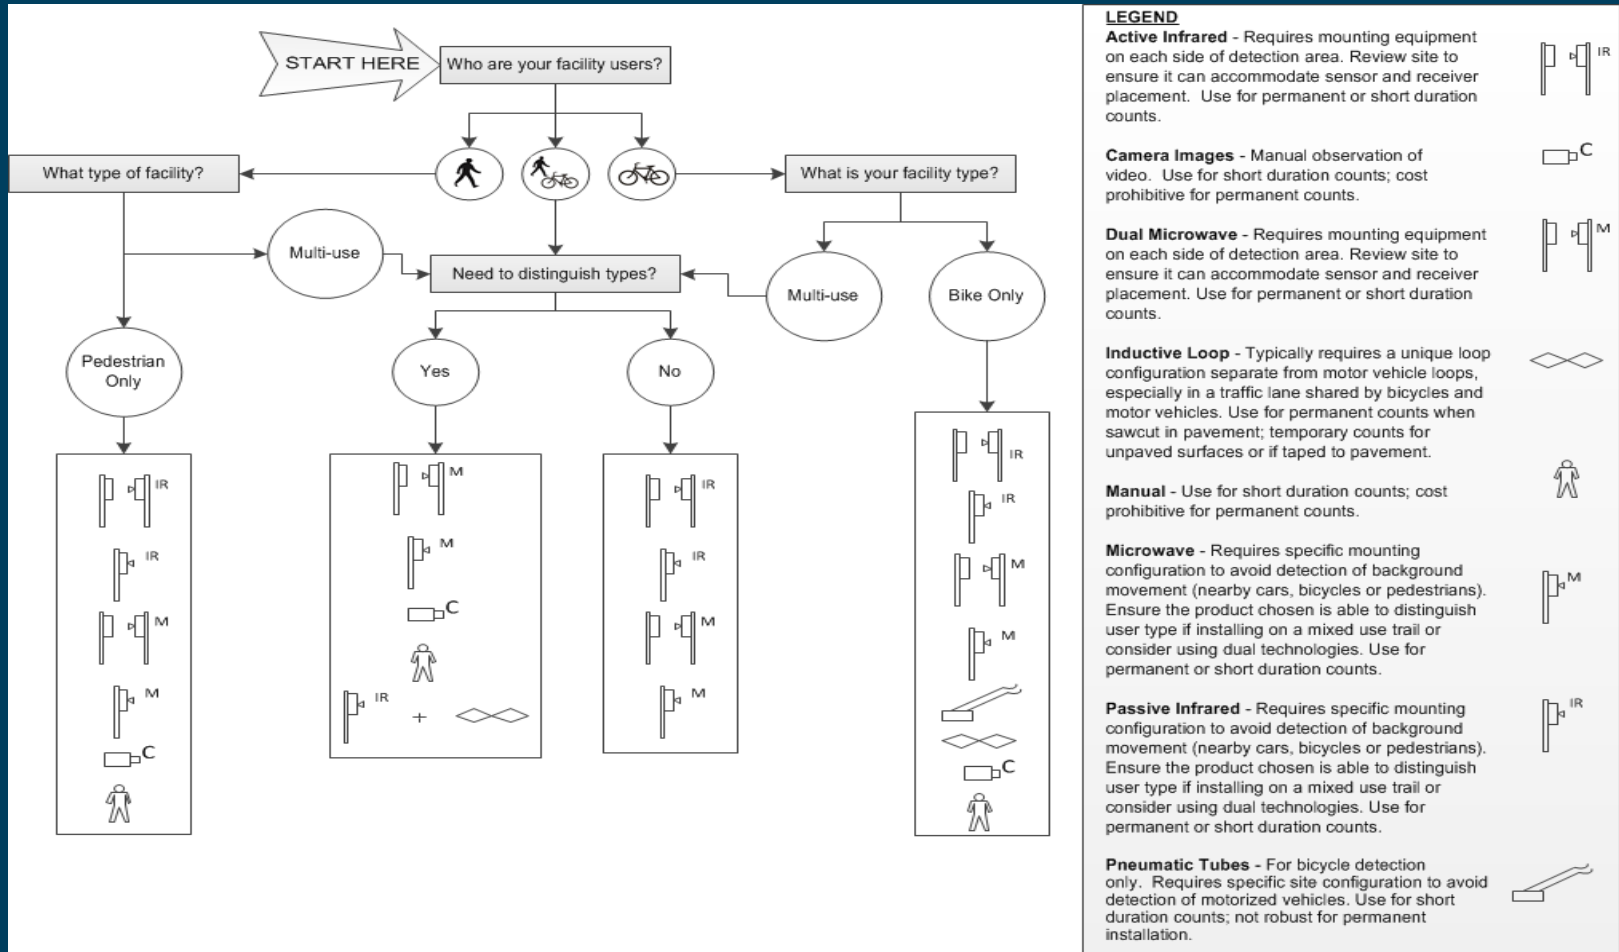 START HERE
Who are your facility users?
What type of facility?
What is your facility type?
Multi-use
Need to distinguish types?
Multi-use
Bike Only
Pedestrian
Only
Yes
No
IR
IR
M
M
C
M
M
C
IR
+
IR
IR
M
M
IR
IR
M
M
C
LEGEND
Active Infrared - Requires mounting equipment
on each side of detection area. Review site to
ensure it can accommodate sensor and receiver
placement. Use for permanent or short duration
counts.
IR
Camera Images - Manual observation of
video. Use for short duration counts; cost
prohibitive for permanent counts.
C
Dual Microwave - Requires mounting equipment
on each side of detection area. Review site to
ensure it can accommodate sensor and receiver
placement. Use for permanent or short duration
counts.
M
Inductive Loop - Typically requires a unique loop
configuration separate from motor vehicle loops,
especially in a traffic lane shared by bicycles and
motor vehicles. Use for permanent counts when
sawcut in pavement; temporary counts for
unpaved surfaces or if taped to pavement.
Manual - Use for short duration counts; cost
prohibitive for permanent counts.
Microwave - Requires specific mounting
configuration to avoid detection of background
movement (nearby cars, bicycles or pedestrians).
Ensure the product chosen is able to distinguish
user type if installing on a mixed use trail or
consider using dual technologies. Use for
permanent or short duration counts.
M
Passive Infrared - Requires specific mounting
configuration to avoid detection of background
movement (nearby cars, bicycles or pedestrians).
Ensure the product chosen is able to distinguish
user type if installing on a mixed use trail or
consider using dual technologies. Use for
permanent or short duration counts.
IR
Pneumatic Tubes - For bicycle detection
only. Requires specific site configuration to avoid
detection of motorized vehicles. Use for short
duration counts; not robust for permanent
installation.